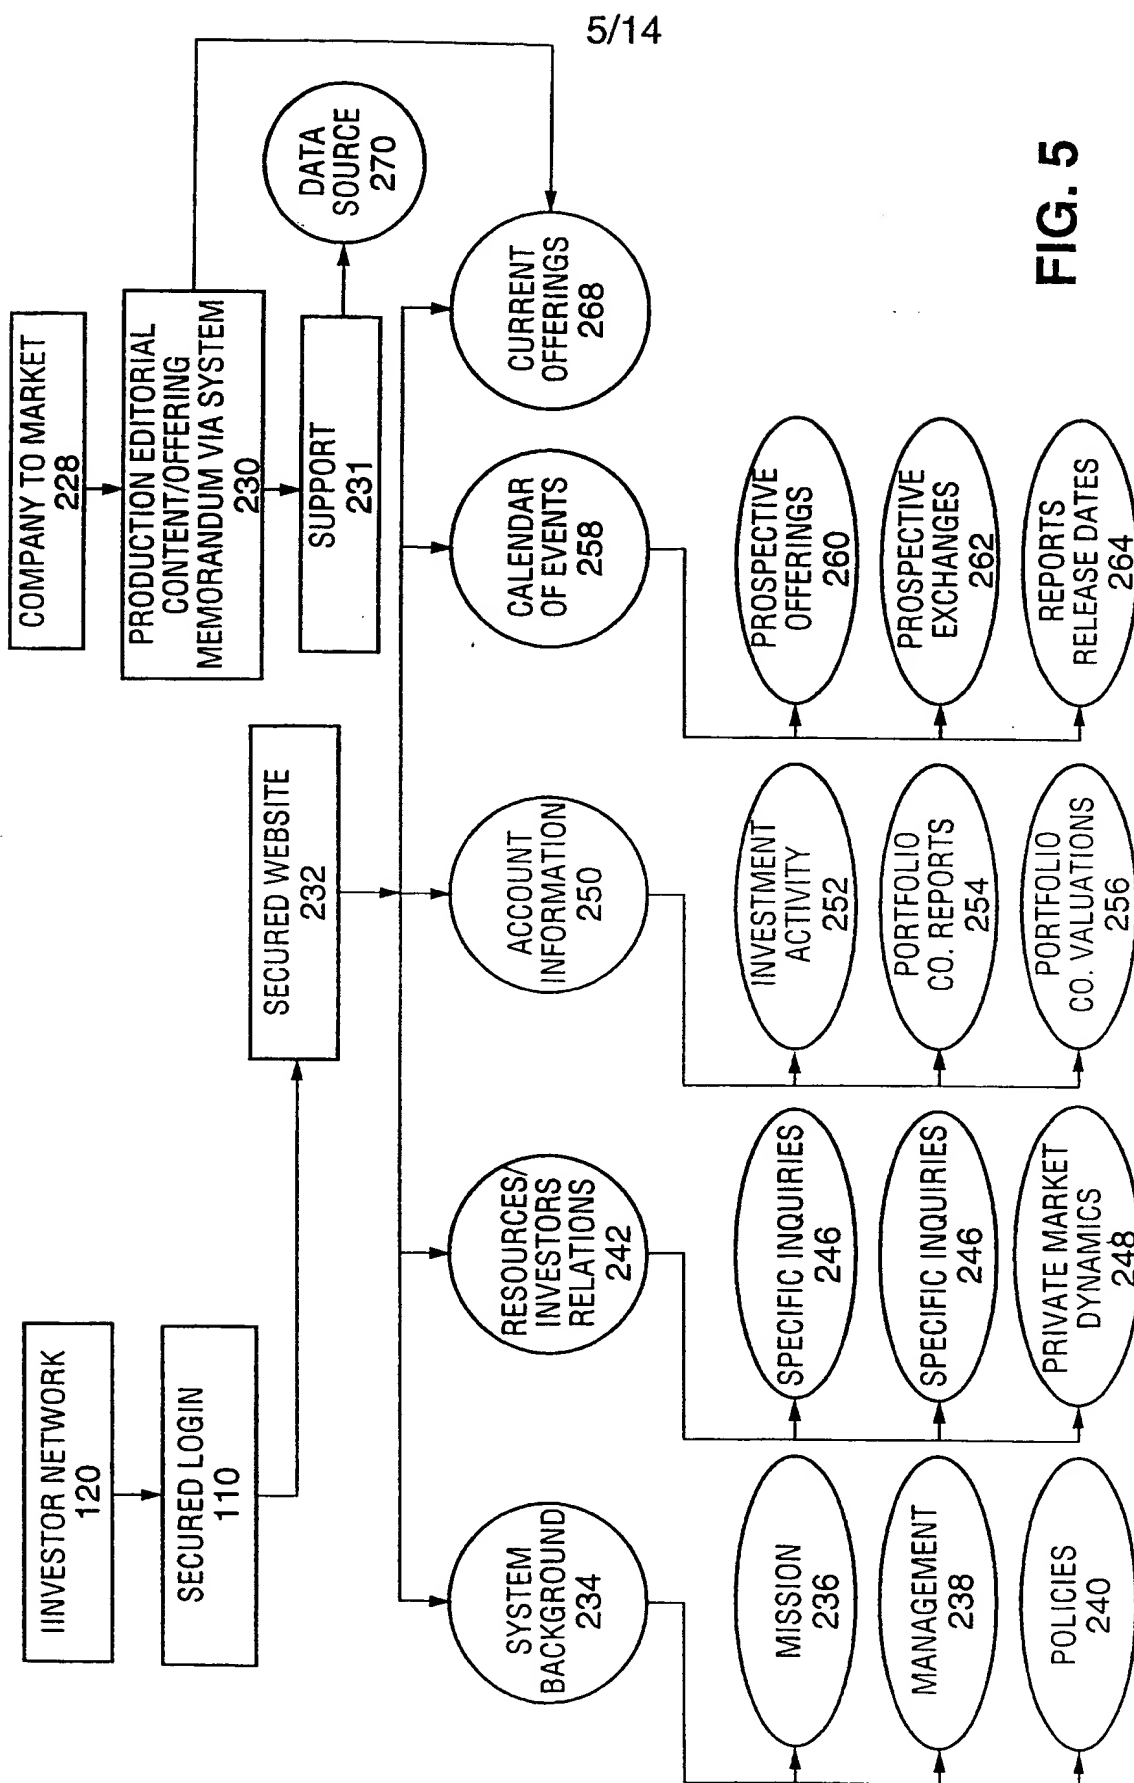 5/14
IINVESTOR NETWORK
120
SECURED LOGIN
110
SECURED WEBSITE
232
COMPANY TO MARKET
228
PRODUCTION EDITORIAL
CONTENT/OFFERING
MEMORANDUM VIA SYSTEM
230
SUPPORT
231
DATA
SOURCE
270
SYSTEM
BACKGROUND
234
RESOURCES/
INVESTORS
RELATIONS
242
ACCOUNT
INFORMATION
250
CALENDAR
OF EVENTS
258
CURRENT
OFFERINGS
268
MISSION
236
MANAGEMENT
238
POLICIES
240
SPECIFIC INQUIRIES
246
SPECIFIC INQUIRIES
246
PRIVATE MARKET
DYNAMICS
248
INVESTMENT
ACTIVITY
252
PORTFOLIO
CO. REPORTS
254
PORTFOLIO
CO. VALUATIONS
256
PROSPECTIVE
OFFERINGS
260
PROSPECTIVE
EXCHANGES
262
REPORTS
RELEASE DATES
264
FIG. 5